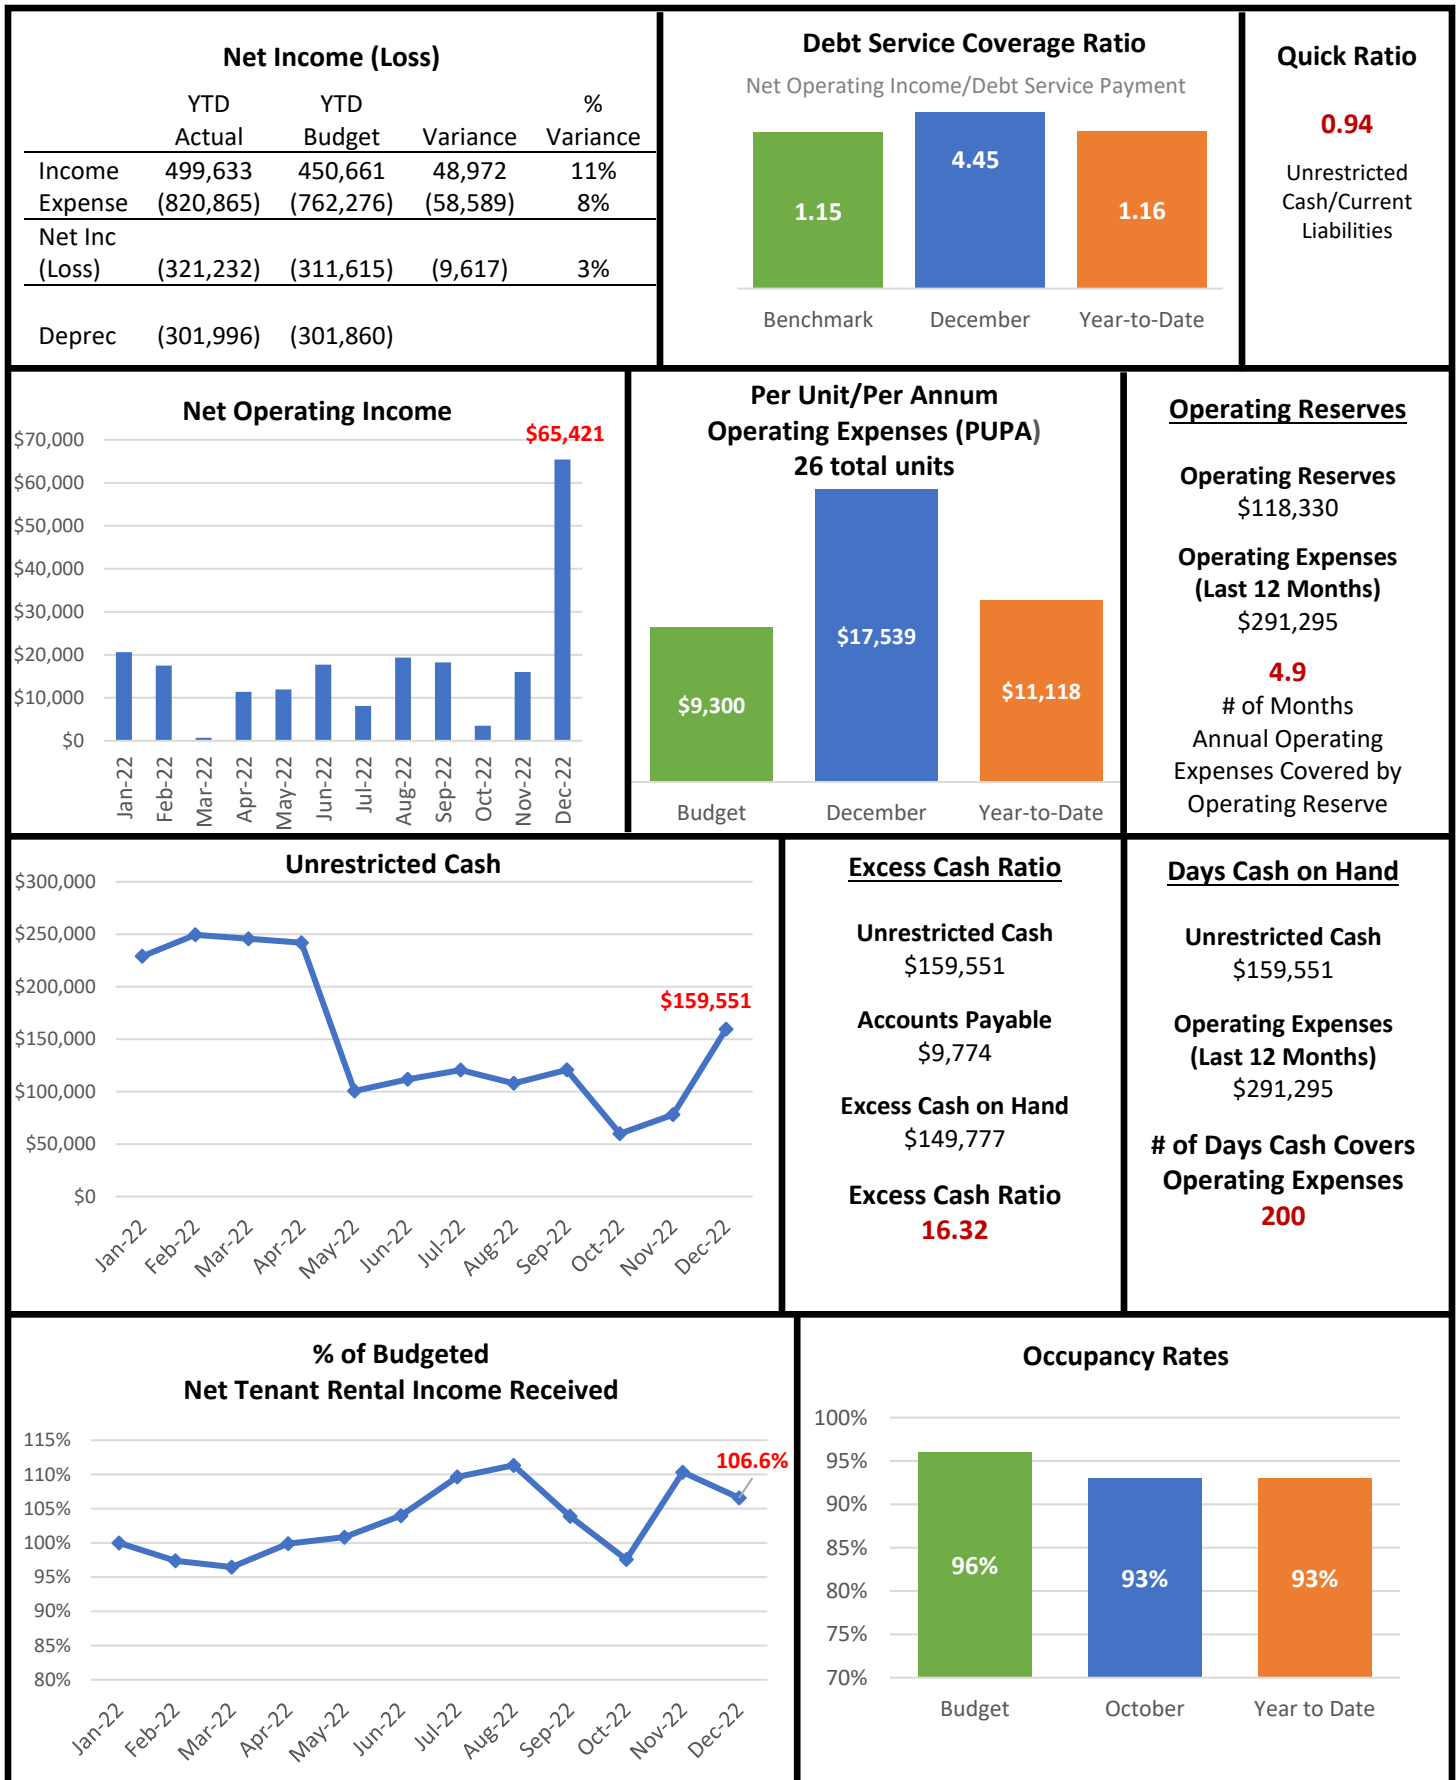 Net Income (Loss)
YTD YTD %
Actual Budget Variance Variance
Income 499,633 450,661 48,972 11%
Expense (820,865) (762,276) (58,589) 8%
Net Inc
(Loss) (321,232) (311,615) (9,617) 3%
Deprec (301,996) (301,860)
Debt Service Coverage Ratio
Net Operating Income/Debt Service Payment
1.15
4.45
1.16
Benchmark December Year-to-Date
Quick Ratio
0.94
Unrestricted
Cash/Current
Liabilities
Net Operating Income
$65,421
$70,000
$60,000
$50,000
$40,000
$30,000
$20,000
$10,000
$0
Jan-22 Feb-22 Mar-22 Apr-22 May-22 Jun-22 Jul-22 Aug-22 Sep-22 Oct-22 Nov-22 Dec-22
Per Unit/Per Annum
Operating Expenses (PUPA)
26 total units
$9,300
$17,539
$11,118
Budget December Year-to-Date
Operating Reserves
Operating Reserves
$118,330
Operating Expenses
(Last 12 Months)
$291,295
4.9
# of Months
Annual Operating
Expenses Covered by
Operating Reserve
Unrestricted Cash
$300,000
$250,000
$200,000
$150,000
$100,000
$50,000
$0
$159,551
Jan-22 Feb-22 Mar-22 Apr-22 May-22 Jun-22 Jul-22 Aug-22 Sep-22 Oct-22 Nov-22 Dec-22
Excess Cash Ratio
Unrestricted Cash
$159,551
Accounts Payable
$9,774
Excess Cash on Hand
$149,777
Excess Cash Ratio
16.32
Days Cash on Hand
Unrestricted Cash
$159,551
Operating Expenses
(Last 12 Months)
$291,295
# of Days Cash Covers
Operating Expenses
200
% of Budgeted
Net Tenant Rental Income Received
115%
110%
105%
100%
95%
90%
85%
80%
106.6%
Jan-22 Feb-22 Mar-22 Apr-22 May-22 Jun-22 Jul-22 Aug-22 Sep-22 Oct-22 Nov-22 Dec-22
Occupancy Rates
100%
95%
90%
85%
80%
75%
70%
96%
93%
93%
Budget October Year to Date